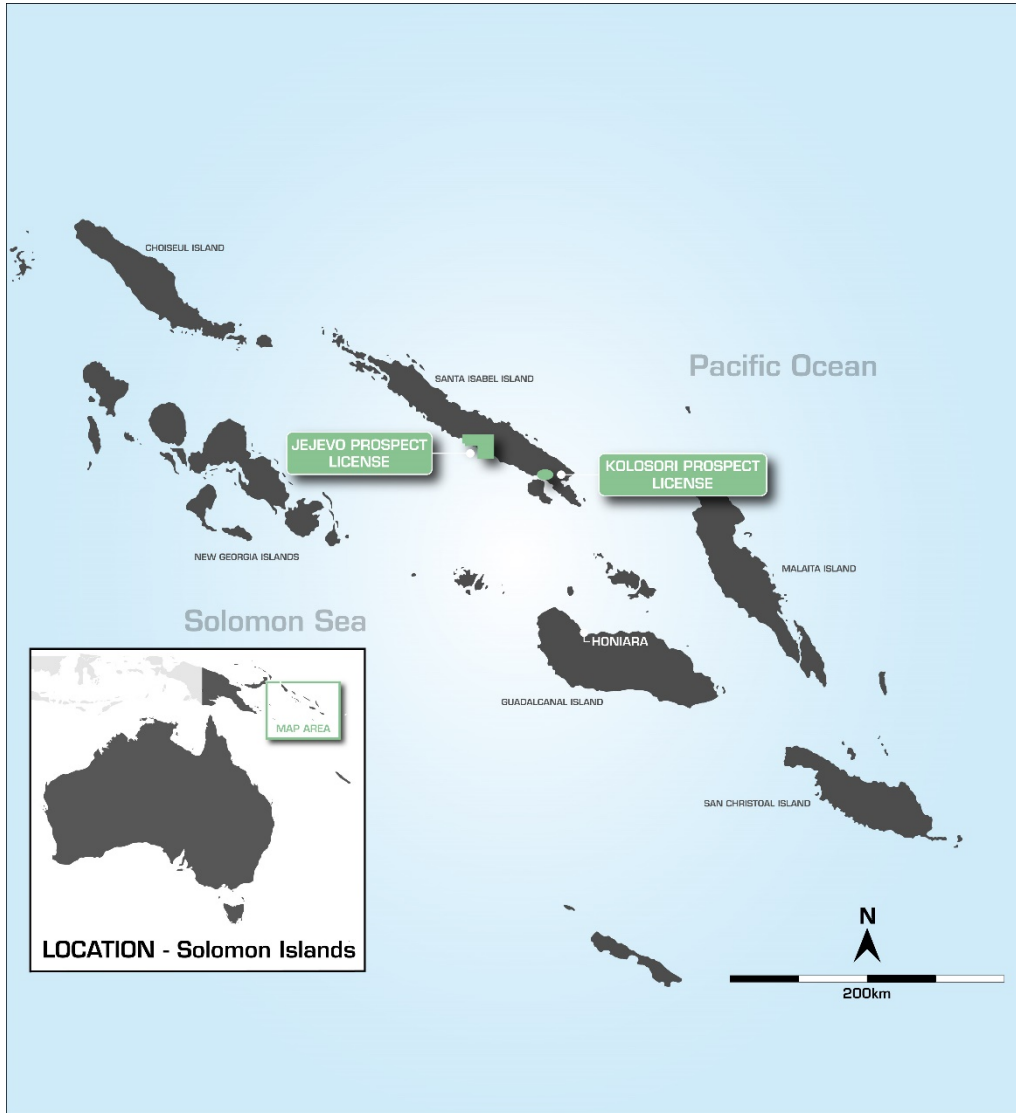 CHOISEUL ISLAND
Pacific Ocean
SANTA ISABEL ISLAND
JEJEVO PROSPECT
LICENSE
KOLOSORI PROSPECT
LICENSE
NEW GEORGIA ISLANDS
MALAITA ISLAND
Solomon Sea
HONIARA
GUADALCANAL ISLAND
MAP AREA
SAN CHRISTOAL ISLAND
LOCATION - Solomon Islands
N
200km